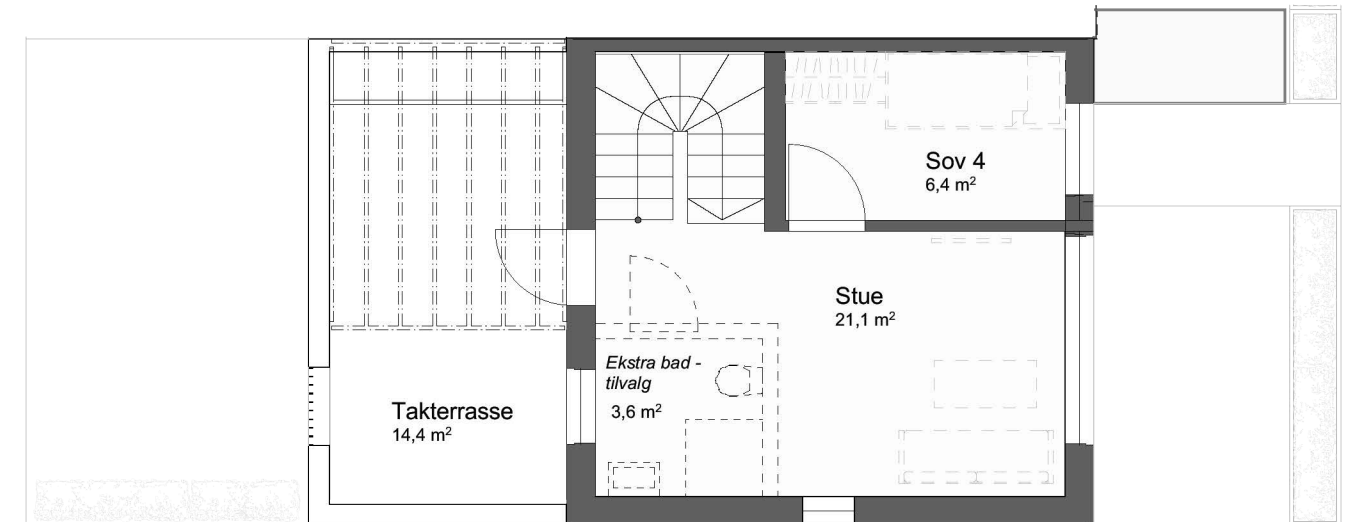 Sov 4
6,4 m²
Stue
21,1 m²
Ekstra bad -
tilvalg
3,6 m²
Takterrasse
14,4 m²